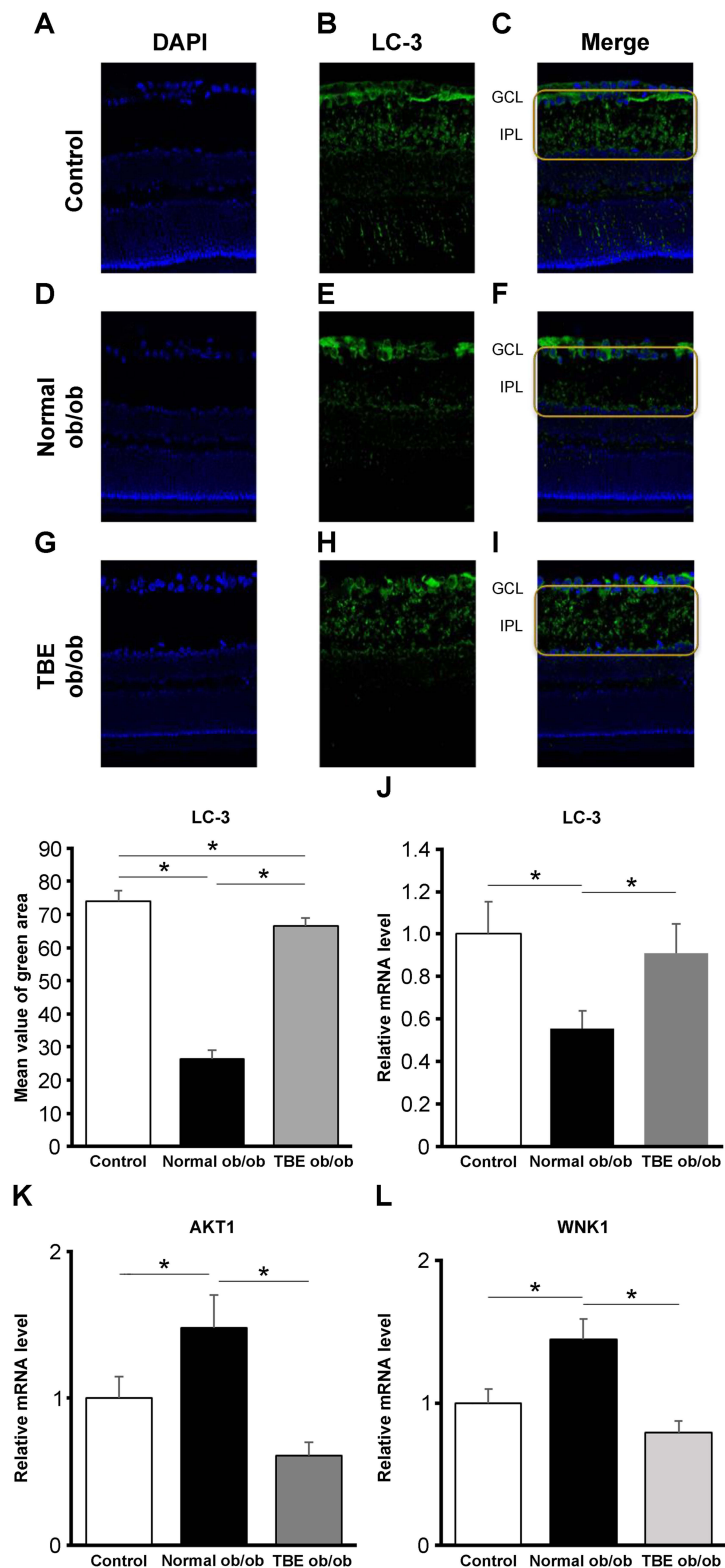 A
B
C
DAPI
LC-3
Merge
Control
GCL
IPL
D
E
F
Normal
ob/ob
GCL
IPL
G
H
I
TBE
ob/ob
GCL
IPL
J
LC-3
Mean value of green area
90
80
70
60
50
40
30
20
10
0
*
*
*
Control
Normal ob/ob
TBE ob/ob
LC-3
Relative mRNA level
1.4
1.2
1.0
0.8
0.6
0.4
0.2
0
*
*
Control
Normal ob/ob
TBE ob/ob
K
AKT1
Relative mRNA level
2
1
0
*
*
Control
Normal ob/ob
TBE ob/ob
L
WNK1
Relative mRNA level
2
1
0
*
*
Control
Normal ob/ob
TBE ob/ob